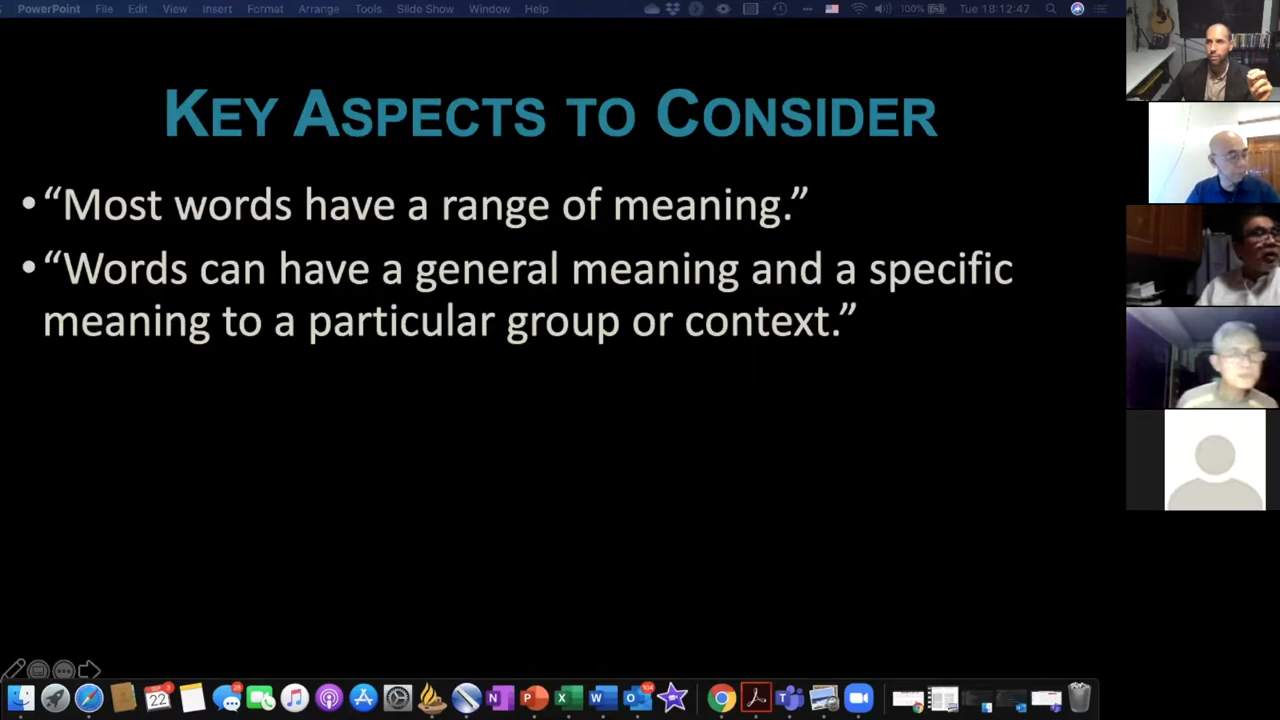 PowerPoint File Edit View Insert Format Arrange Tools Slide Show Window Help 100% Tue 18:12:47
KEY ASPECTS TO CONSIDER
•“Most words have a range of meaning.”
•“Words can have a general meaning and a specific
meaning to a particular group or context.”
22